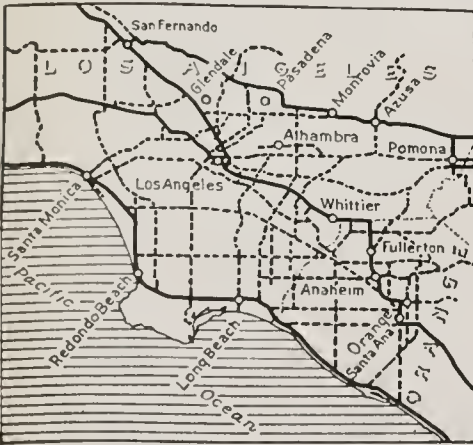 San Fernando
LOS ANGELES
Glendale
Pasadena
Monrovia
Azusa
Alhambra
Pomona
Los Angeles
Santa Monica
Whittier
Fullerton
Anaheim
Orange
Santa Ana
Redondo Beach
Long Beach
Pacific
Ocean